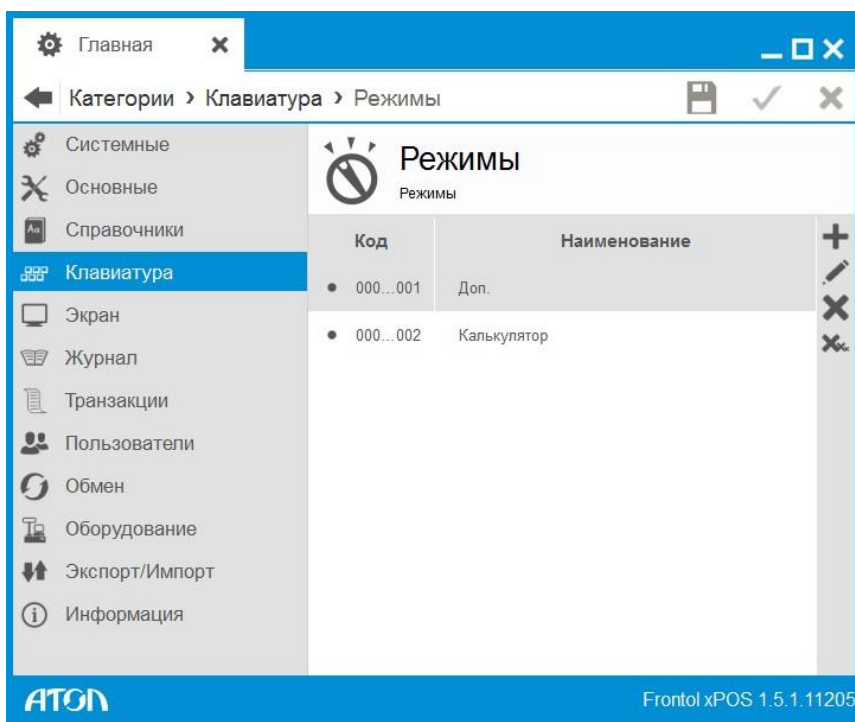 Главная
Категории › Клавиатура › Режимы
Системные
Основные
Справочники
Клавиатура
Экран
Журнал
Транзакции
Пользователи
Обмен
Оборудование
Экспорт/Импорт
Информация
Режимы
Режимы
Код Наименование
000...001 Доп.
000...002 Калькулятор
АТОЛ
Frontol xPOS 1.5.1.11205